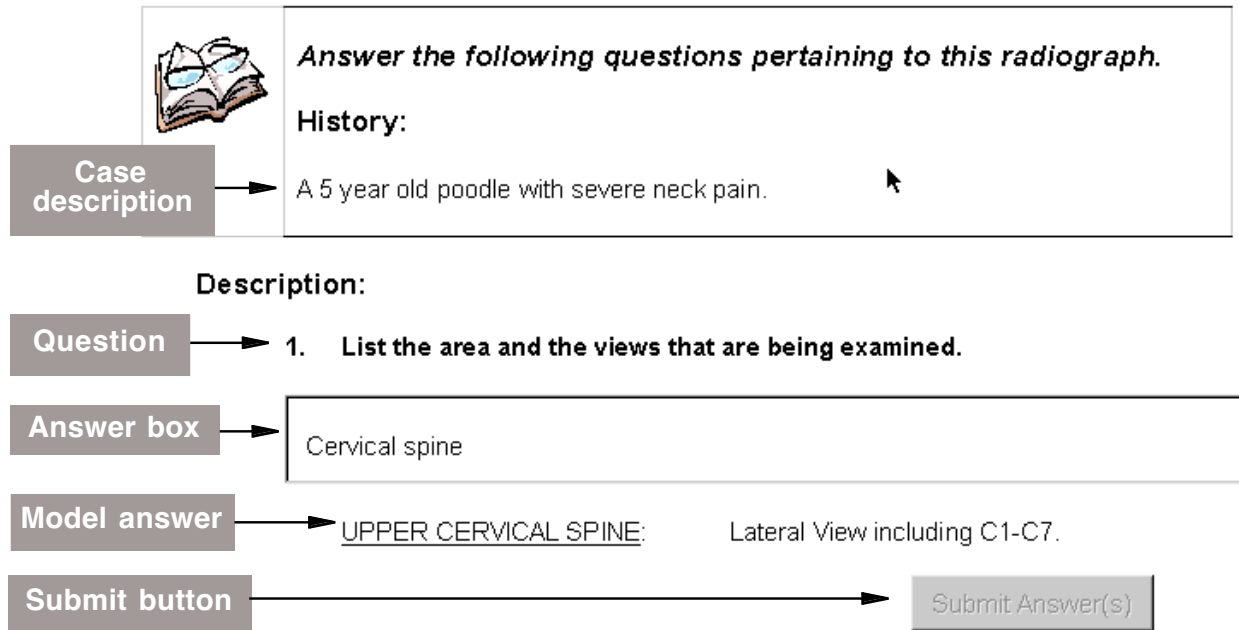 Answer the following questions pertaining to this radiograph.
History:
Case
description
A 5 year old poodle with severe neck pain.
Description:
Question
1. List the area and the views that are being examined.
Answer box
Cervical spine
Model answer
UPPER CERVICAL SPINE: Lateral View including C1-C7.
Submit button
Submit Answer(s)